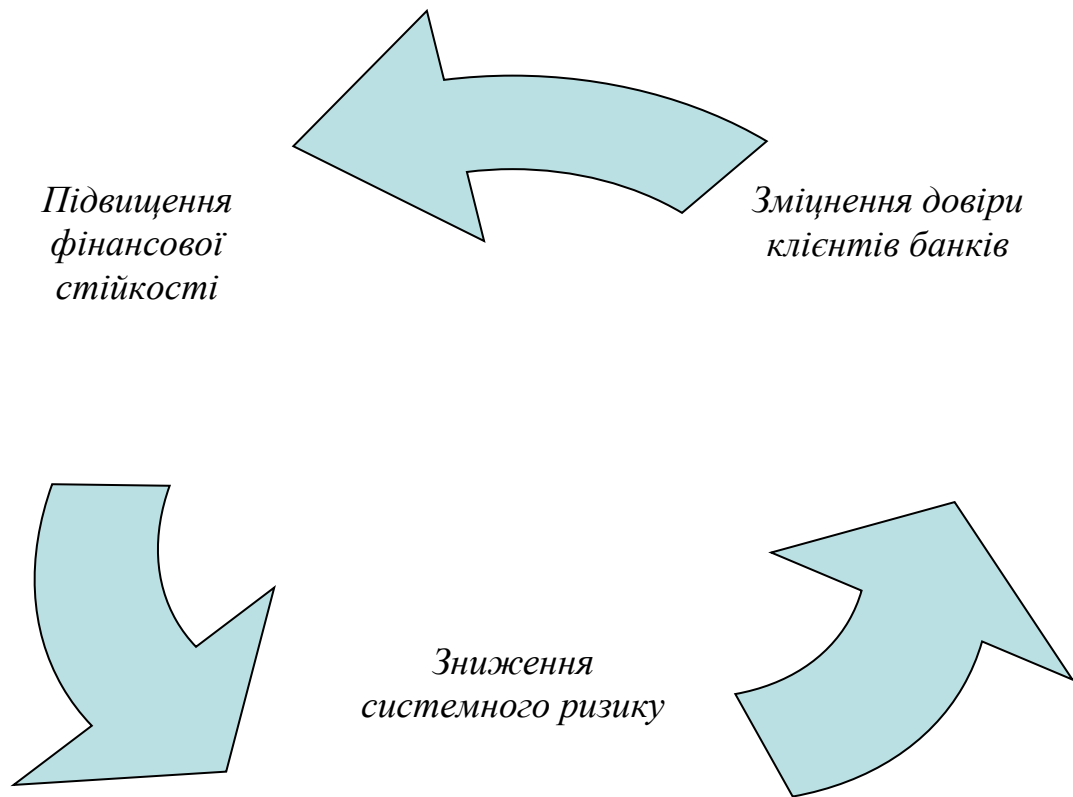 Підвищення
фінансової
стійкості
Зміцнення довіри
клієнтів банків
Зниження
системного ризику